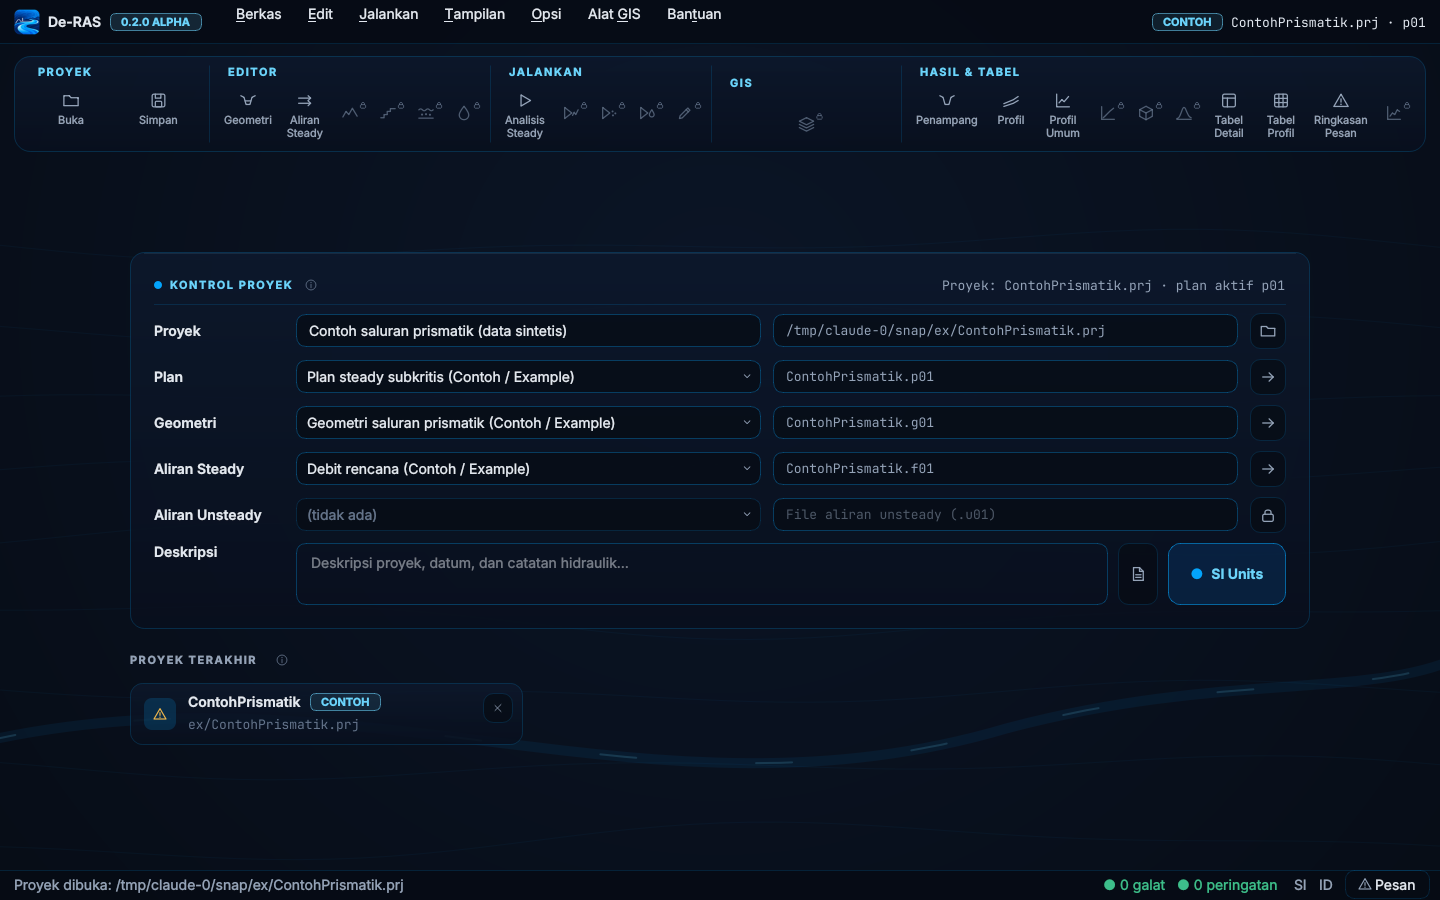 De-RAS 0.2.0 ALPHA Berkas Edit Jalankan Tampilan Opsi Alat GIS Bantuan CONTOH ContohPrismatik.prj · p01
PROYEK EDITOR JALANKAN GIS HASIL & TABEL
Buka Simpan Geometri Aliran Steady Analisis Steady Penampang Profil Profil Umum Tabel Detail Tabel Profil Ringkasan Pesan
KONTROL PROYEK Proyek: ContohPrismatik.prj · plan aktif p01
Proyek Contoh saluran prismatik (data sintetis) /tmp/claude-0/snap/ex/ContohPrismatik.prj
Plan Plan steady subkritis (Contoh / Example) ContohPrismatik.p01
Geometri Geometri saluran prismatik (Contoh / Example) ContohPrismatik.g01
Aliran Steady Debit rencana (Contoh / Example) ContohPrismatik.f01
Aliran Unsteady (tidak ada) File aliran unsteady (.u01)
Deskripsi Deskripsi proyek, datum, dan catatan hidraulik... SI Units
PROYEK TERAKHIR
ContohPrismatik CONTOH
ex/ContohPrismatik.prj
Proyek dibuka: /tmp/claude-0/snap/ex/ContohPrismatik.prj 0 galat 0 peringatan SI ID Pesan